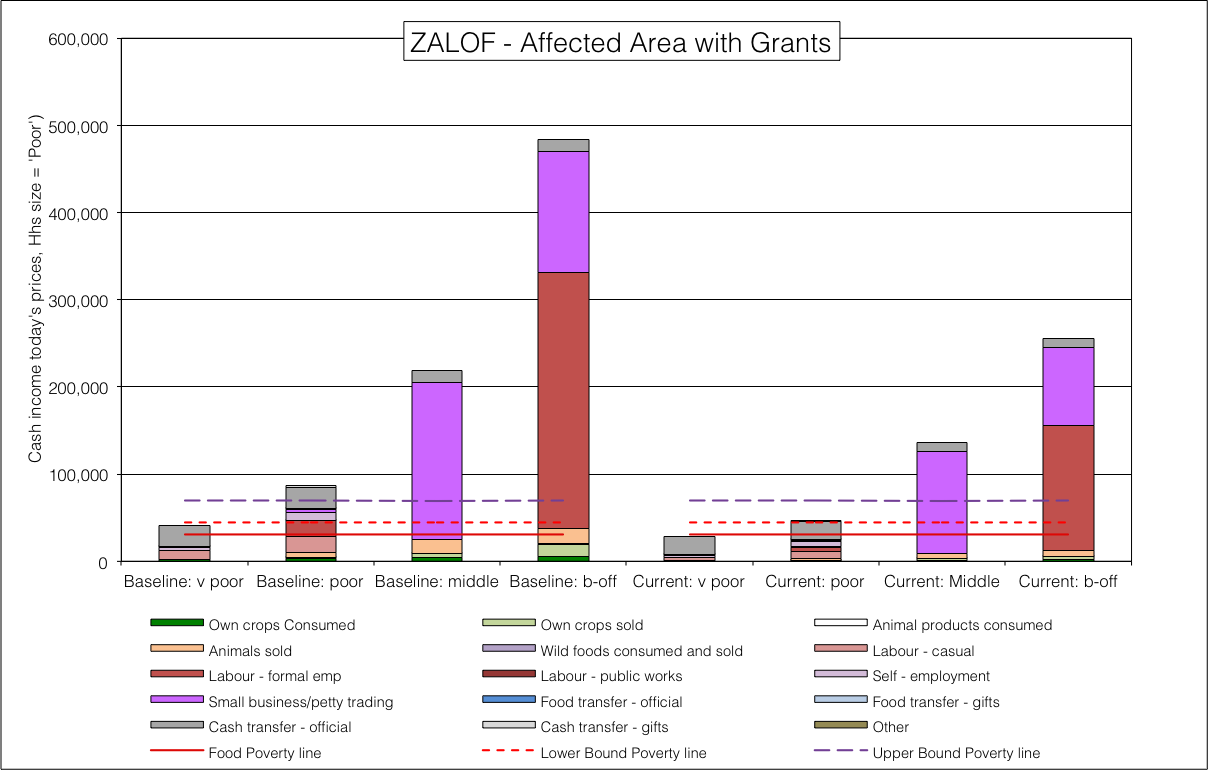 ZALOF - Affected Area with Grants
Cash income today's prices, Hhs size = 'Poor')
600,000
500,000
400,000
300,000
200,000
100,000
0
Baseline: v poor Baseline: poor Baseline: middle Baseline: b-off Current: v poor Current: poor Current: Middle Current: b-off
Own crops Consumed Own crops sold Animal products consumed
Animals sold Wild foods consumed and sold Labour - casual
Labour - formal emp Labour - public works Self - employment
Small business/petty trading Food transfer - official Food transfer - gifts
Cash transfer - official Cash transfer - gifts Other
Food Poverty line Lower Bound Poverty line Upper Bound Poverty line